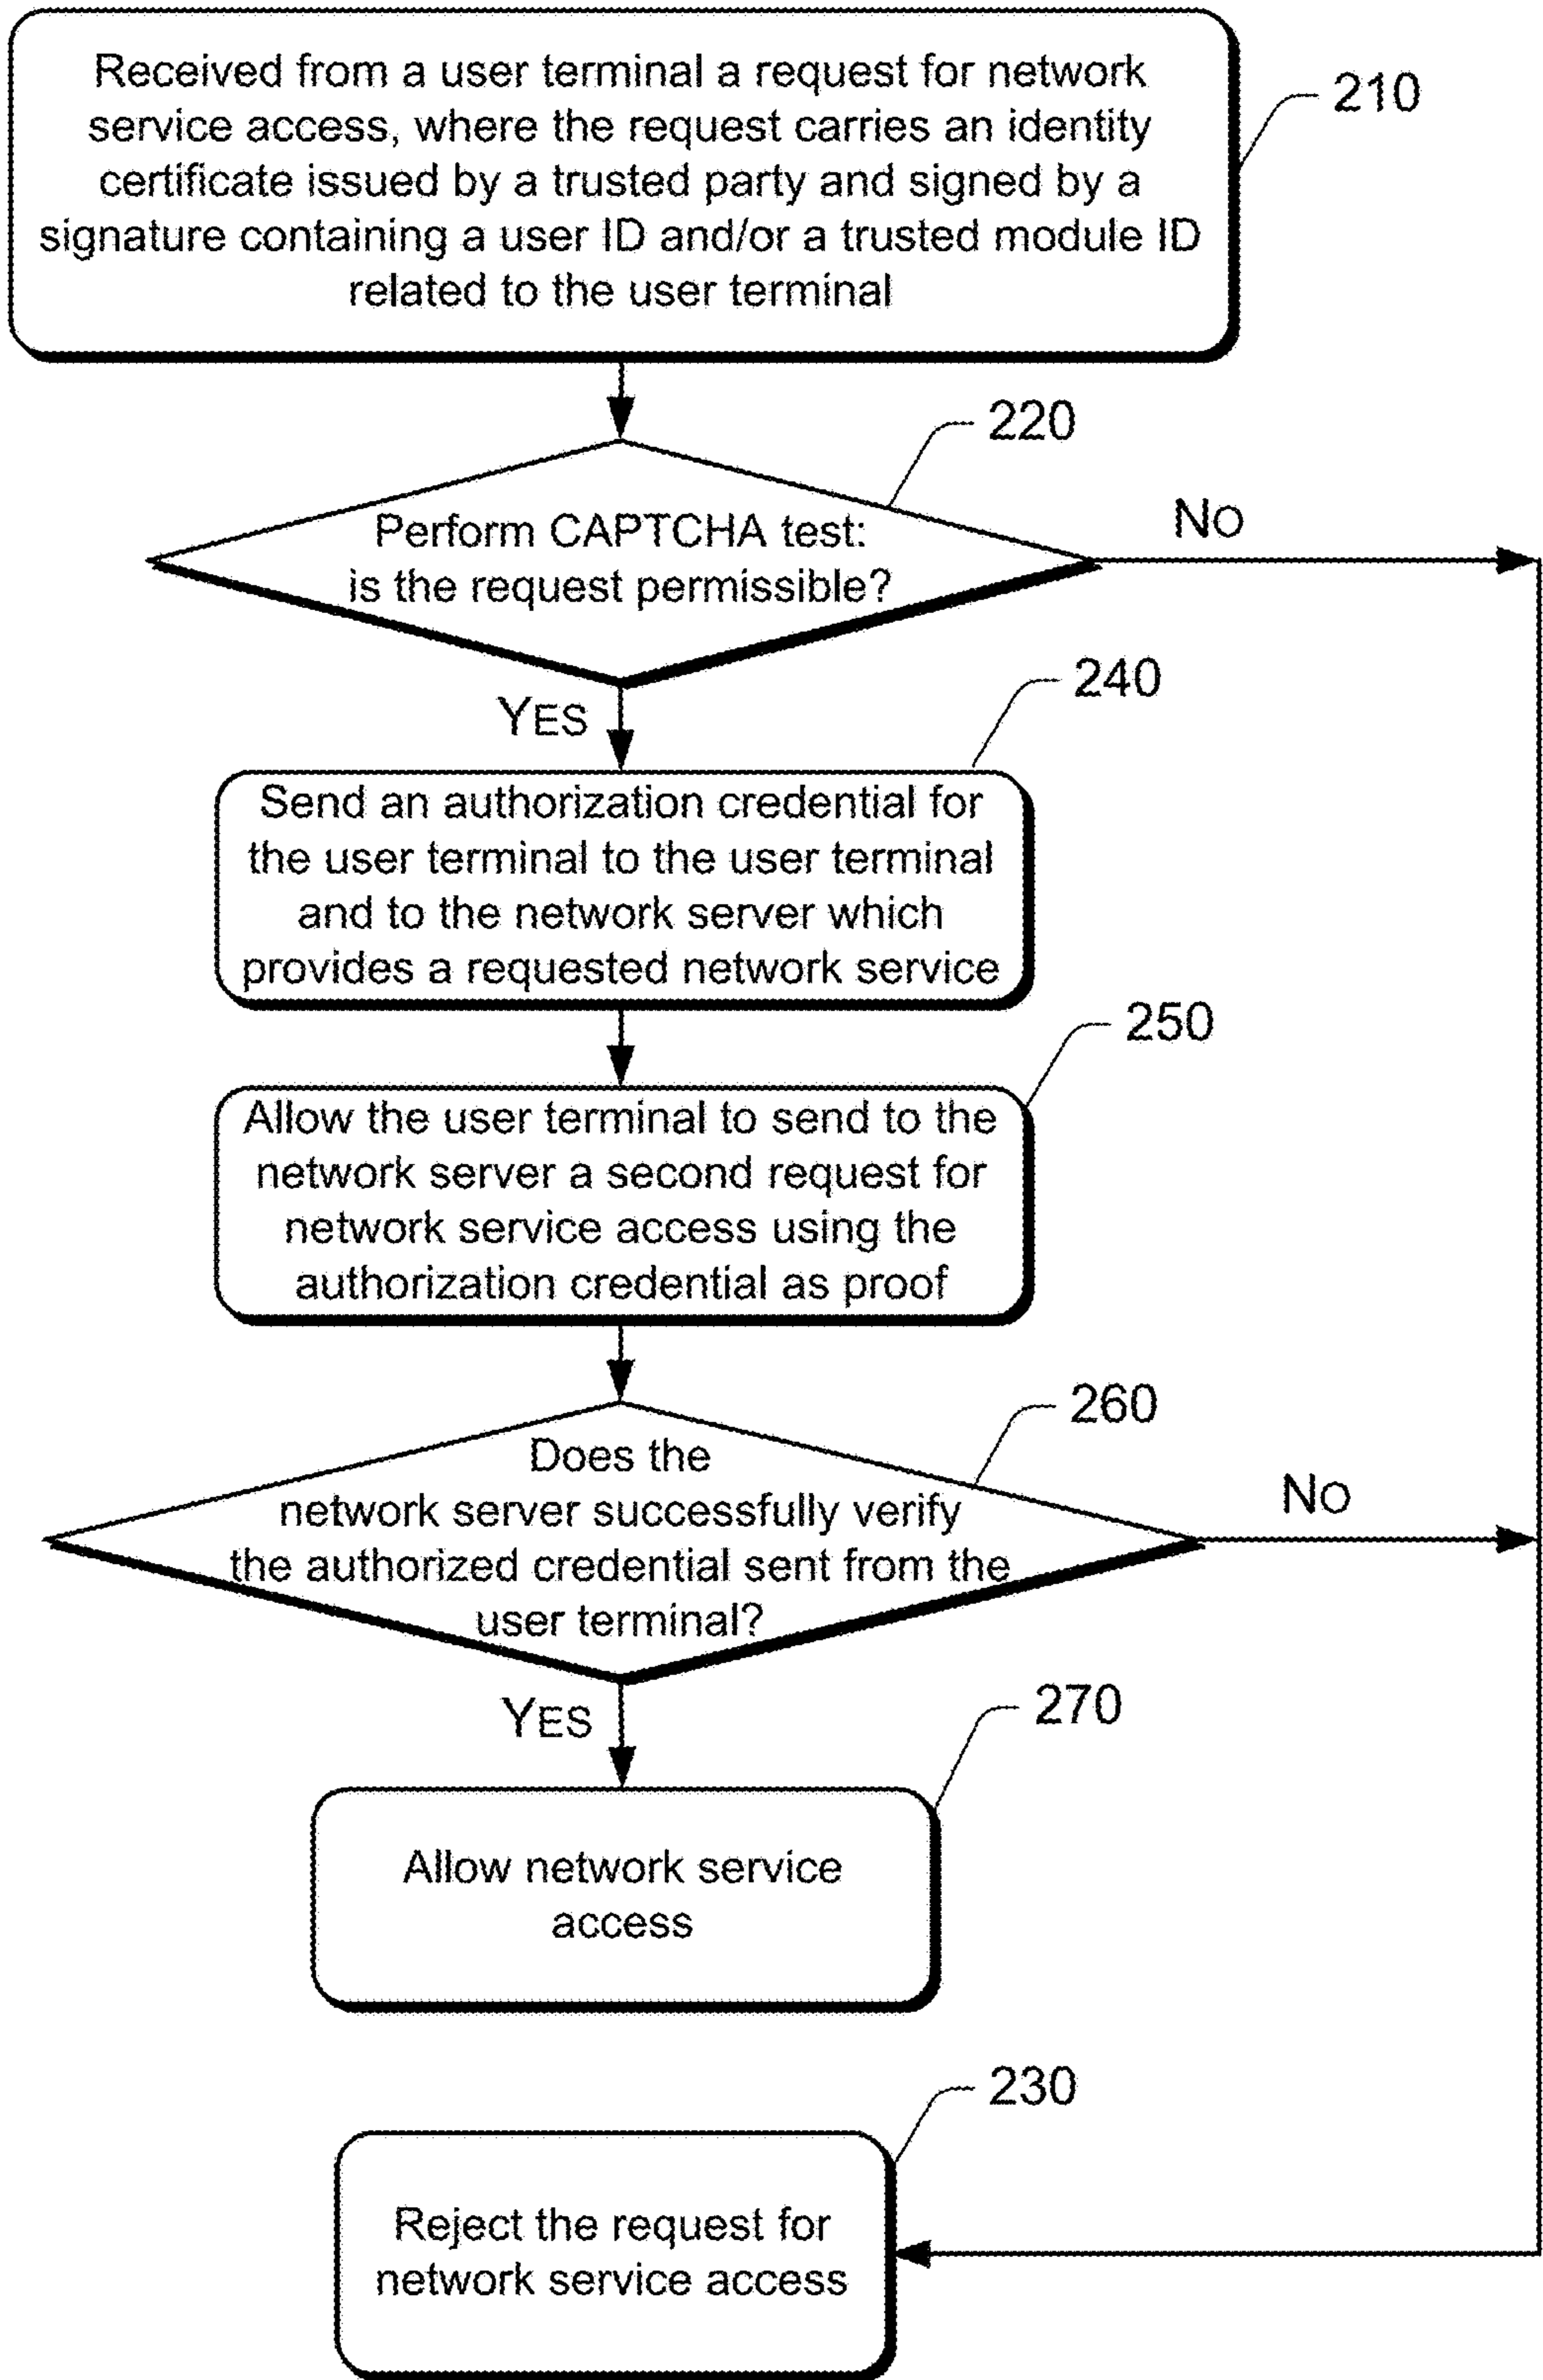 Received from a user terminal a request for network
service access, where the request carries an identity
certificate issued by a trusted party and signed by a
signature containing a user ID and/or a trusted module ID
related to the user terminal
210
220
Perform CAPTCHA test:
is the request permissible?
NO
YES
240
Send an authorization credential for
the user terminal to the user terminal
and to the network server which
provides a requested network service
250
Allow the user terminal to send to the
network server a second request for
network service access using the
authorization credential as proof
260
Does the
network server successfully verify
the authorized credential sent from the
user terminal?
NO
YES
270
Allow network service
access
230
Reject the request for
network service access